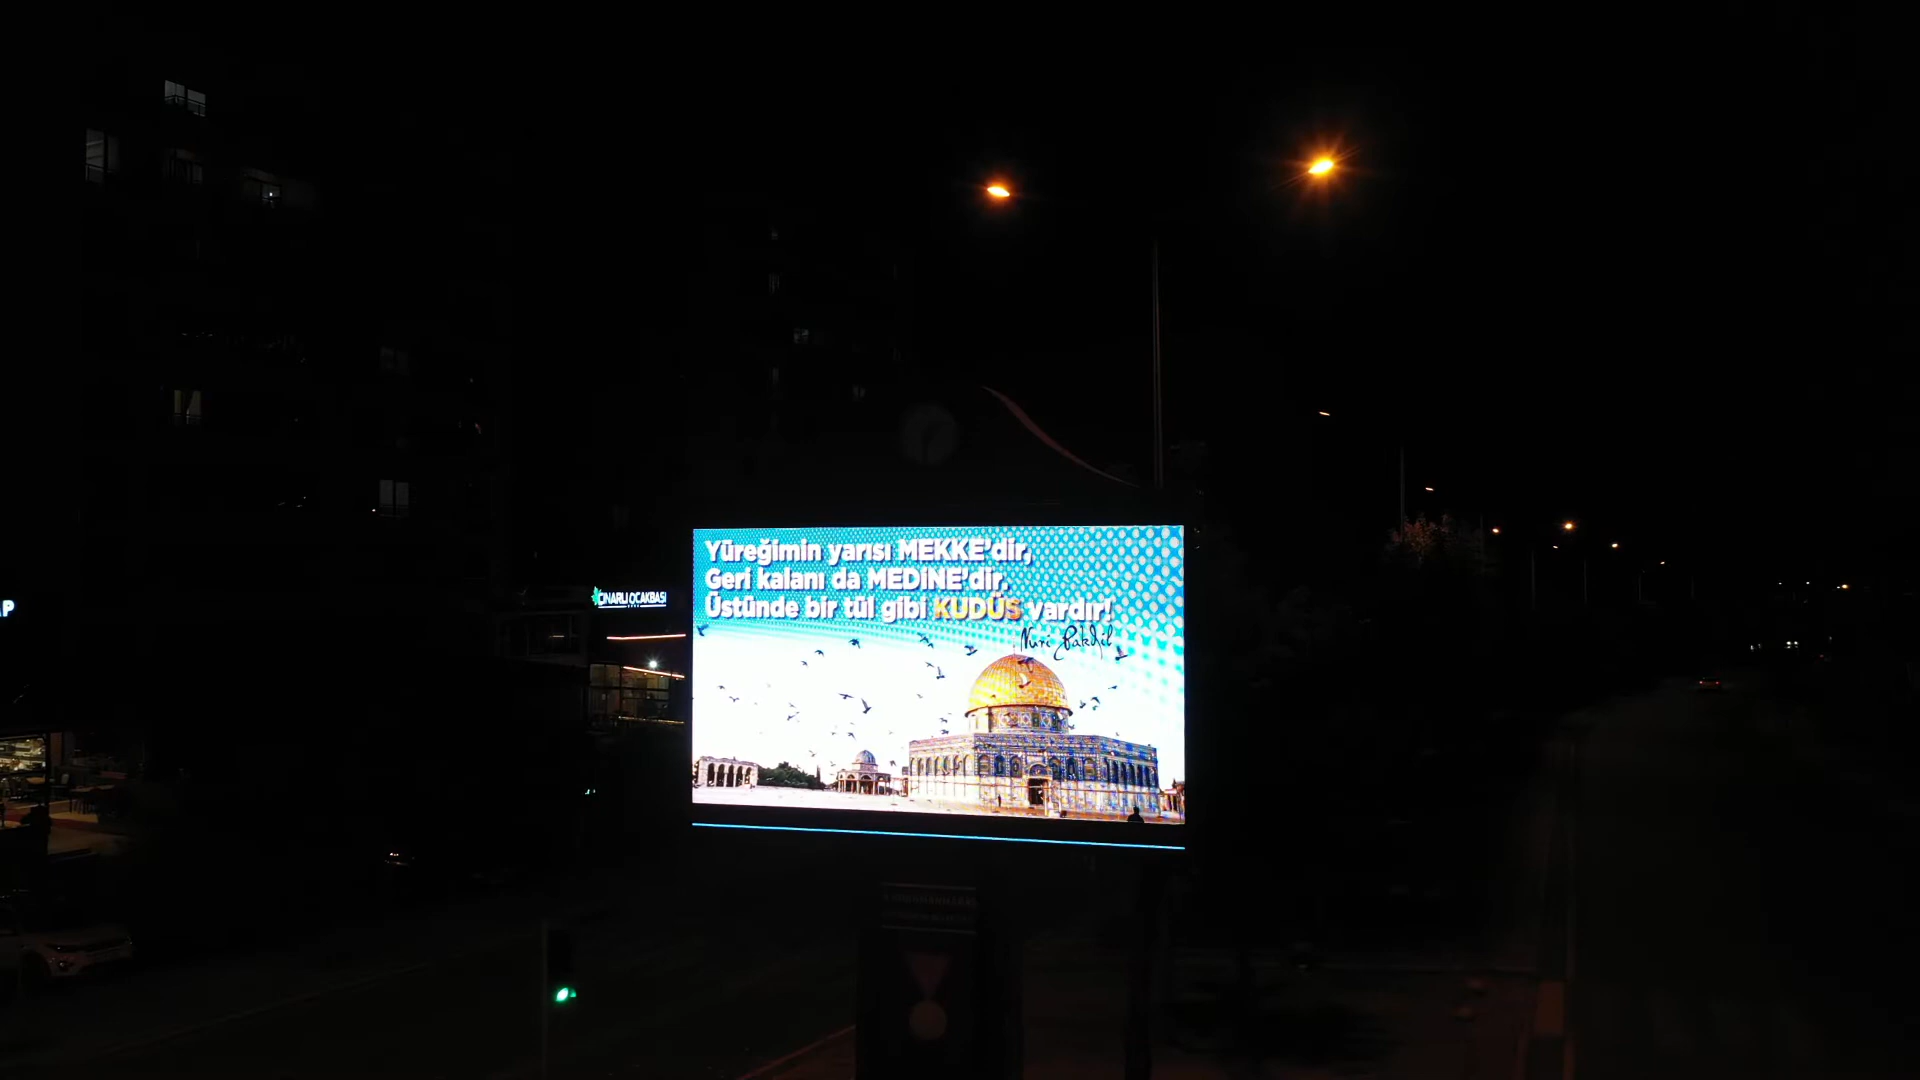 Yüreğimin yarısı MEKKE'dir,
Geri kalanı da MEDİNE'dir.
Üstünde bir tül gibi KUDÜS vardır!
Nuri Pakdil
ÇINARLI OCAKBAŞI
AP